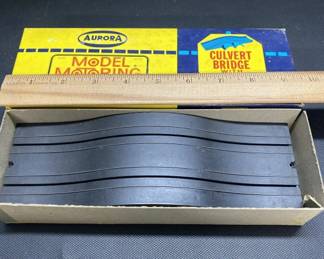 AURORA
MODEL
MOTORING
CULVERT
BRIDGE